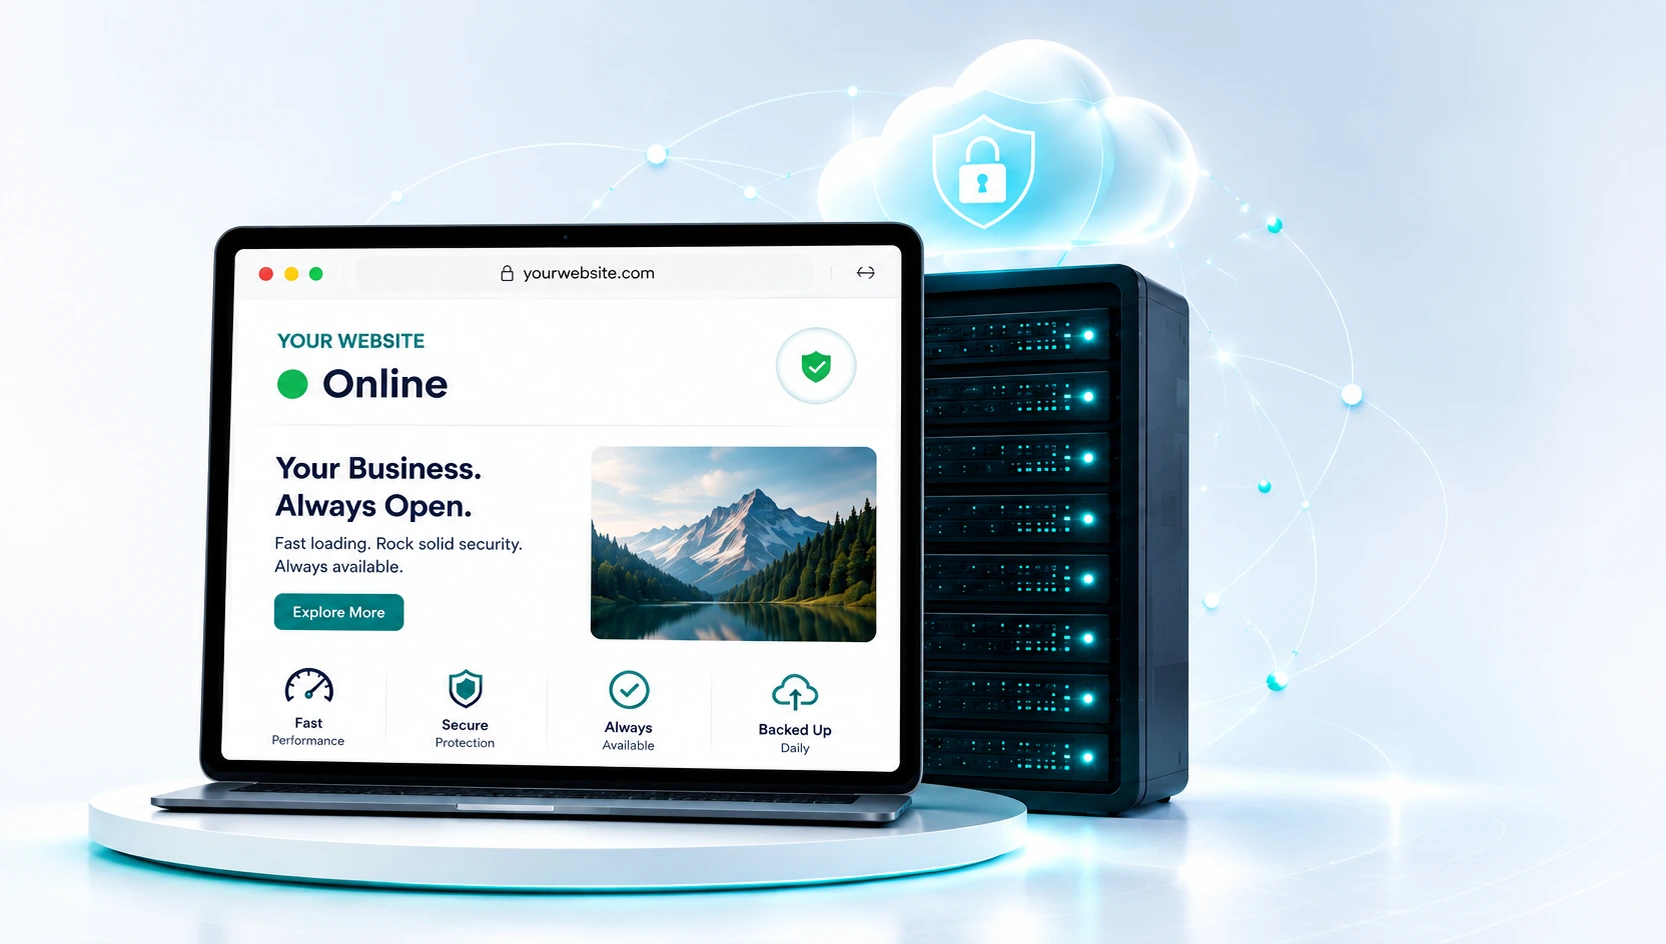 yourwebsite.com
YOUR WEBSITE
Online
Your Business.
Always Open.
Fast loading. Rock solid security.
Always available.
Explore More
Fast
Performance
Secure
Protection
Always
Available
Backed Up
Daily